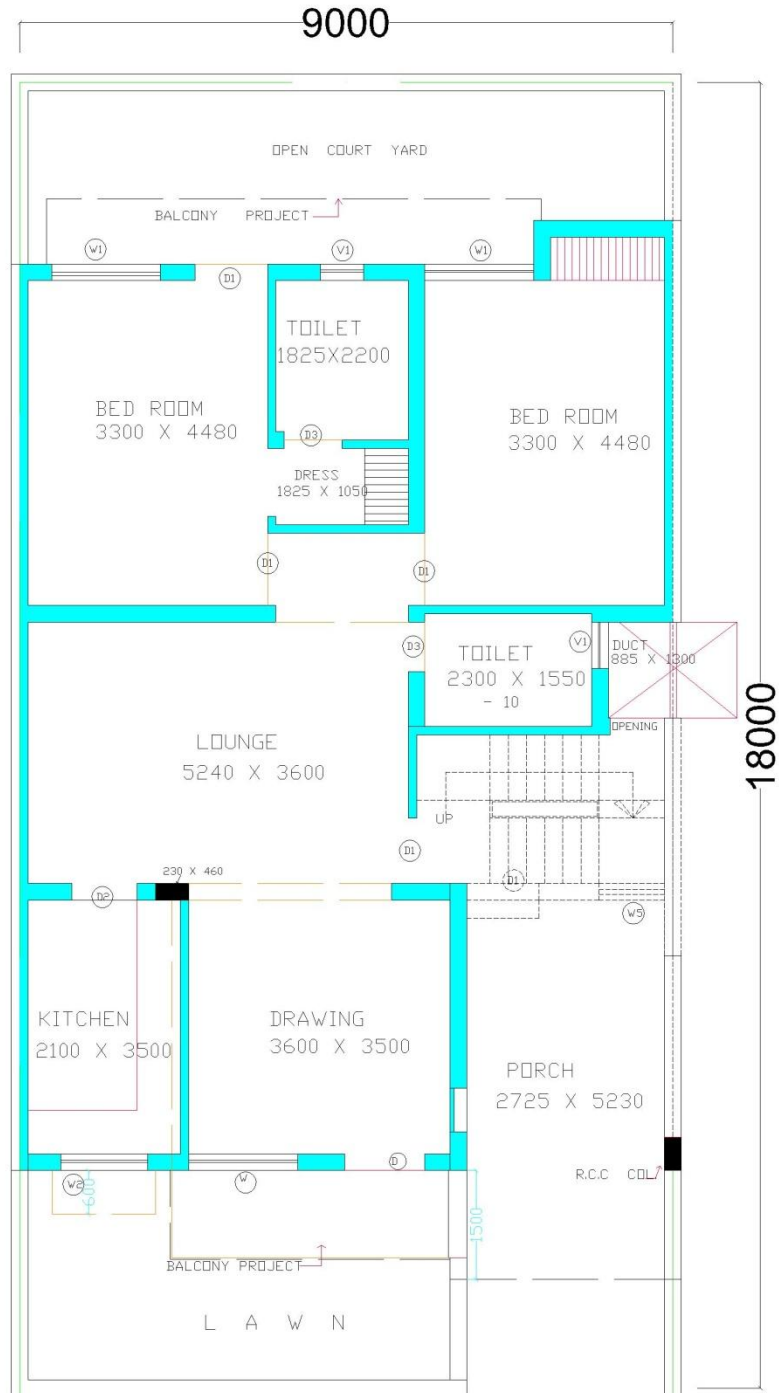 9000
OPEN COURT YARD
BALCONY PROJECT
W1
V1
W1
D1
TOILET
1825X2200
BED ROOM
3300 X 4480
BED ROOM
3300 X 4480
D3
DRESS
1825 X 1050
D1
D1
D3
V1
DUCT
885 X 1300
TOILET
2300 X 1550
- 10
18000
OPENING
LOUNGE
5240 X 3600
UP
D1
230 X 460
D1
D2
W5
KITCHEN
2100 X 3500
DRAWING
3600 X 3500
PORCH
2725 X 5230
D
R.C.C COL
W2
600
W
1500
BALCONY PROJECT
L A W N